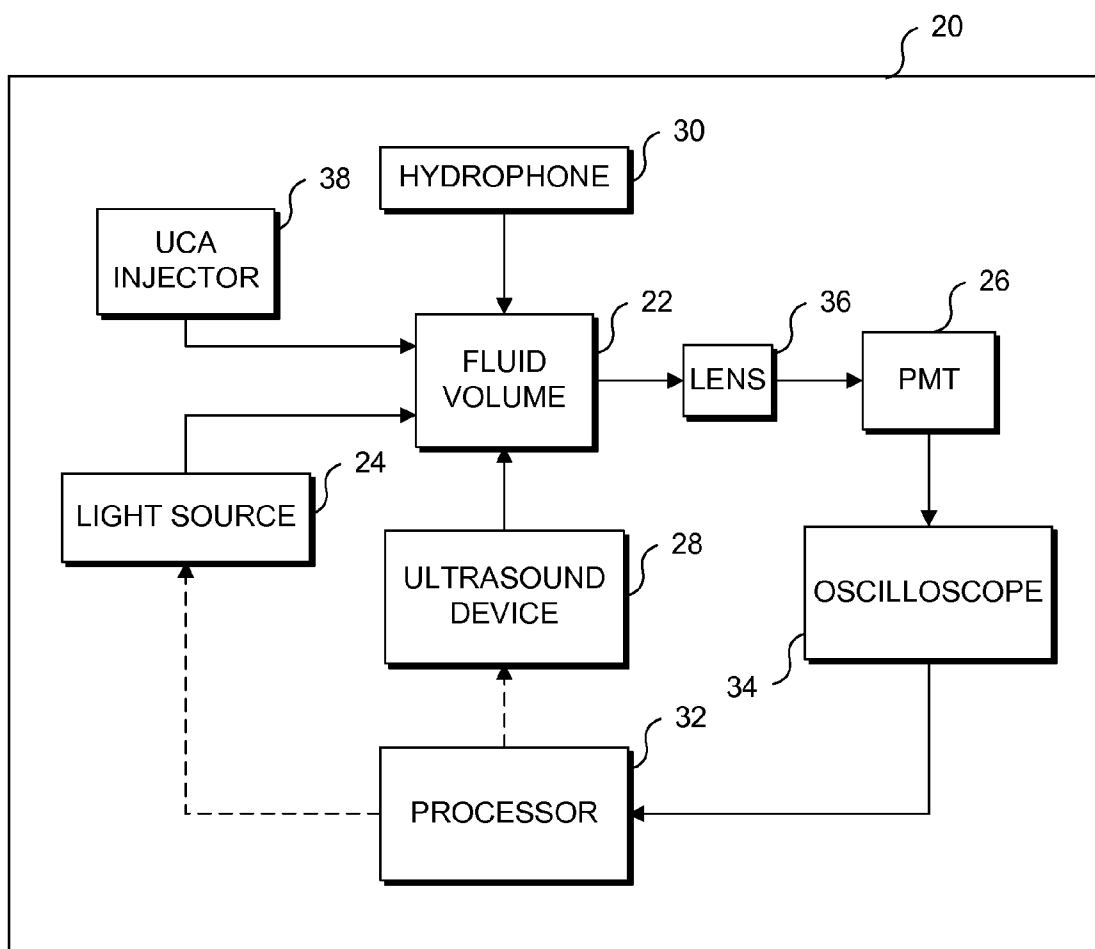 20
HYDROPHONE
30
38
UCA
INJECTOR
22
36
26
FLUID
VOLUME
LENS
PMT
24
LIGHT SOURCE
28
ULTRASOUND
DEVICE
OSCILLOSCOPE
34
32
PROCESSOR